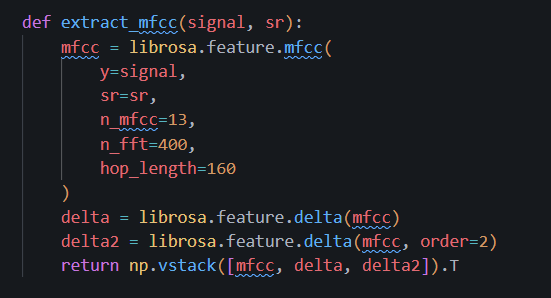 def extract_mfcc(signal, sr):
    mfcc = librosa.feature.mfcc(
        y=signal,
        sr=sr,
        n_mfcc=13,
        n_fft=400,
        hop_length=160
    )
    delta = librosa.feature.delta(mfcc)
    delta2 = librosa.feature.delta(mfcc, order=2)
    return np.vstack([mfcc, delta, delta2]).T